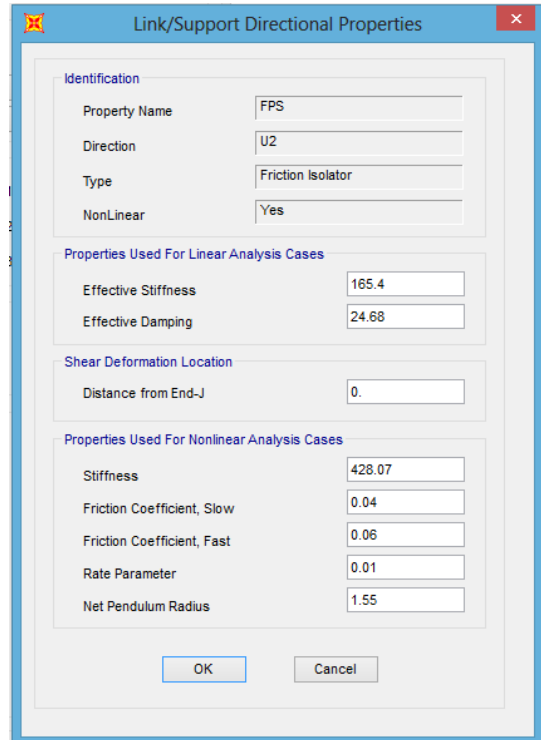 Link/Support Directional Properties
Identification
Property Name FPS
Direction U2
Type Friction Isolator
NonLinear Yes
Properties Used For Linear Analysis Cases
Effective Stiffness 165.4
Effective Damping 24.68
Shear Deformation Location
Distance from End-J 0.
Properties Used For Nonlinear Analysis Cases
Stiffness 428.07
Friction Coefficient, Slow 0.04
Friction Coefficient, Fast 0.06
Rate Parameter 0.01
Net Pendulum Radius 1.55
OK Cancel